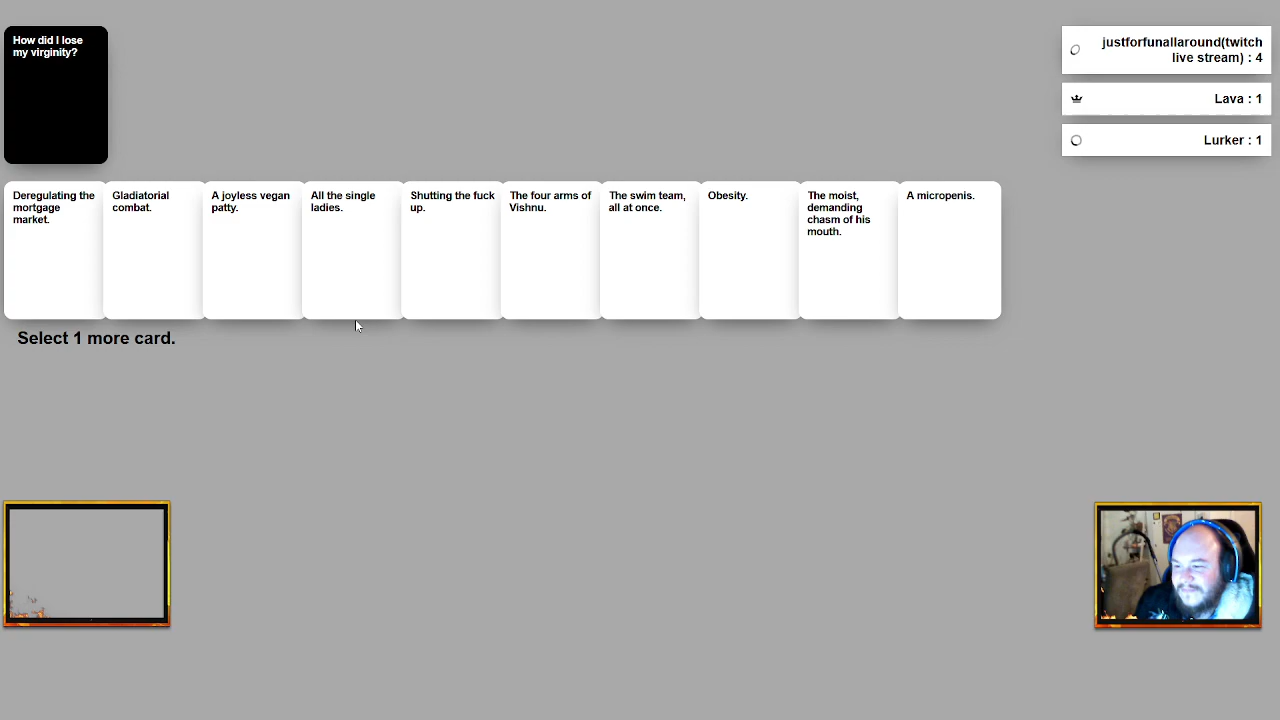 How did I lose
my virginity?
justforfunallaround(twitch
live stream) : 4
Lava : 1
Lurker : 1
Deregulating the
mortgage
market.
Gladiatorial
combat.
A joyless vegan
patty.
All the single
ladies.
Shutting the fuck
up.
The four arms of
Vishnu.
The swim team,
all at once.
Obesity.
The moist,
demanding
chasm of his
mouth.
A micropenis.
Select 1 more card.